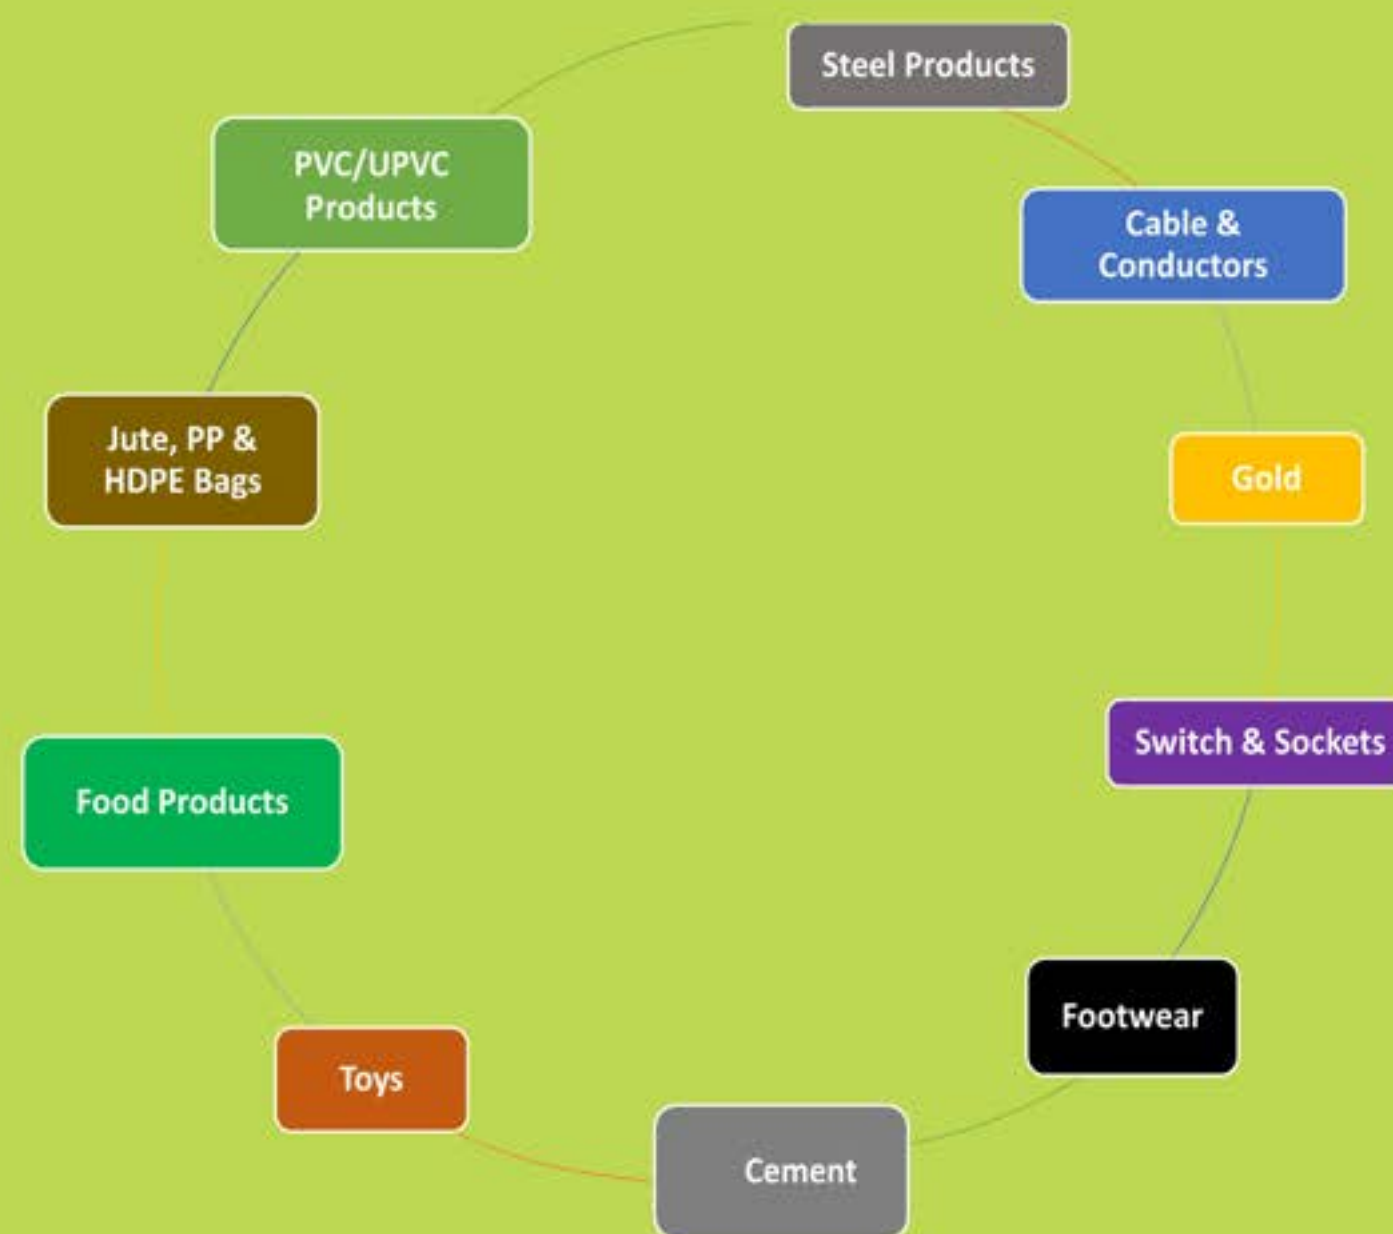 Steel Products
Cable &
Conductors
Gold
Switch & Sockets
Footwear
Cement
Toys
Food Products
Jute, PP &
HDPE Bags
PVC/UPVC
Products